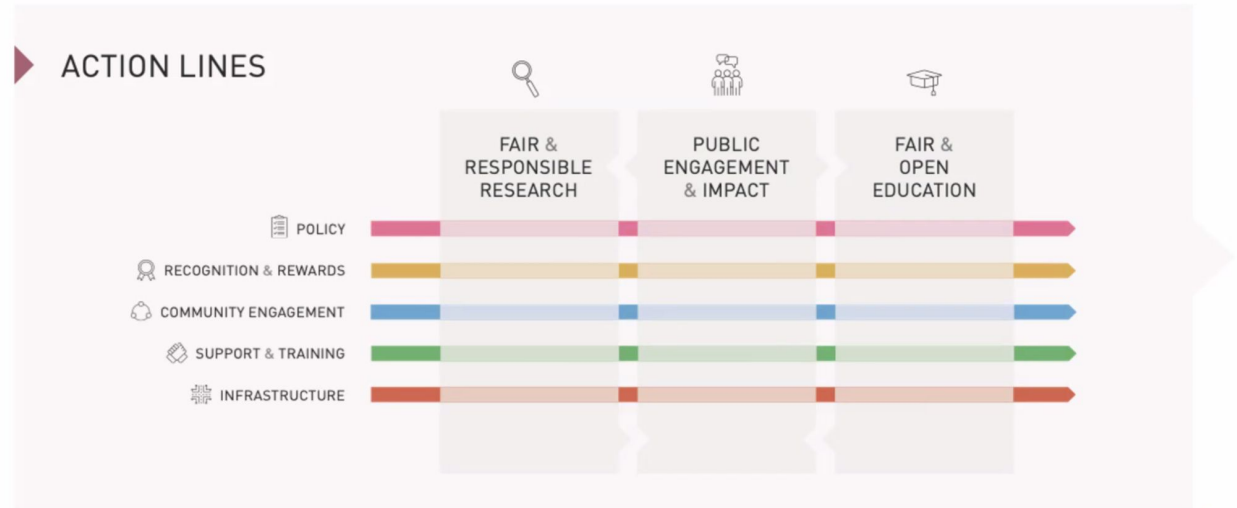 ACTION LINES
FAIR &
RESPONSIBLE
RESEARCH
PUBLIC
ENGAGEMENT
& IMPACT
FAIR &
OPEN
EDUCATION
POLICY
RECOGNITION & REWARDS
COMMUNITY ENGAGEMENT
SUPPORT & TRAINING
INFRASTRUCTURE